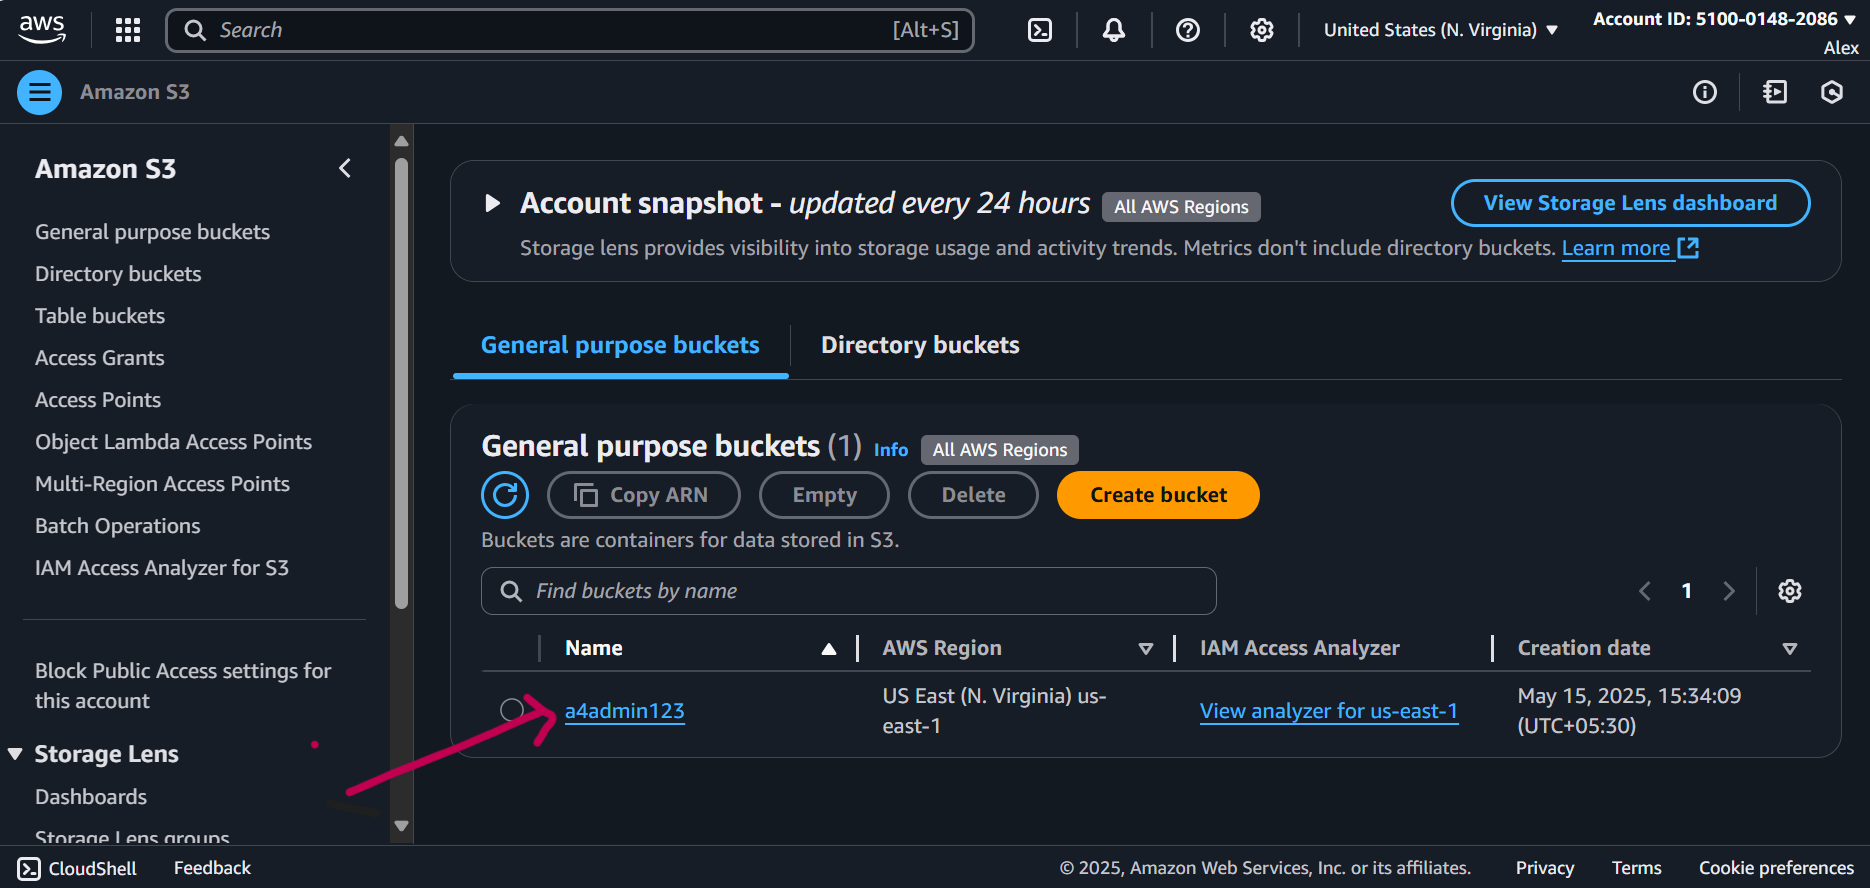 aws
Search
[Alt+S]
United States (N. Virginia)
Account ID: 5100-0148-2086
Alex
Amazon S3
Amazon S3
General purpose buckets
Directory buckets
Table buckets
Access Grants
Access Points
Object Lambda Access Points
Multi-Region Access Points
Batch Operations
IAM Access Analyzer for S3
Block Public Access settings for
this account
Storage Lens
Dashboards
Storage Lens groups
Account snapshot - updated every 24 hours
All AWS Regions
View Storage Lens dashboard
Storage lens provides visibility into storage usage and activity trends. Metrics don't include directory buckets. Learn more
General purpose buckets
Directory buckets
General purpose buckets (1) Info All AWS Regions
Copy ARN
Empty
Delete
Create bucket
Buckets are containers for data stored in S3.
Find buckets by name
1
Name
AWS Region
IAM Access Analyzer
Creation date
a4admin123
US East (N. Virginia) us-
east-1
View analyzer for us-east-1
May 15, 2025, 15:34:09
(UTC+05:30)
CloudShell
Feedback
© 2025, Amazon Web Services, Inc. or its affiliates.
Privacy
Terms
Cookie preferences